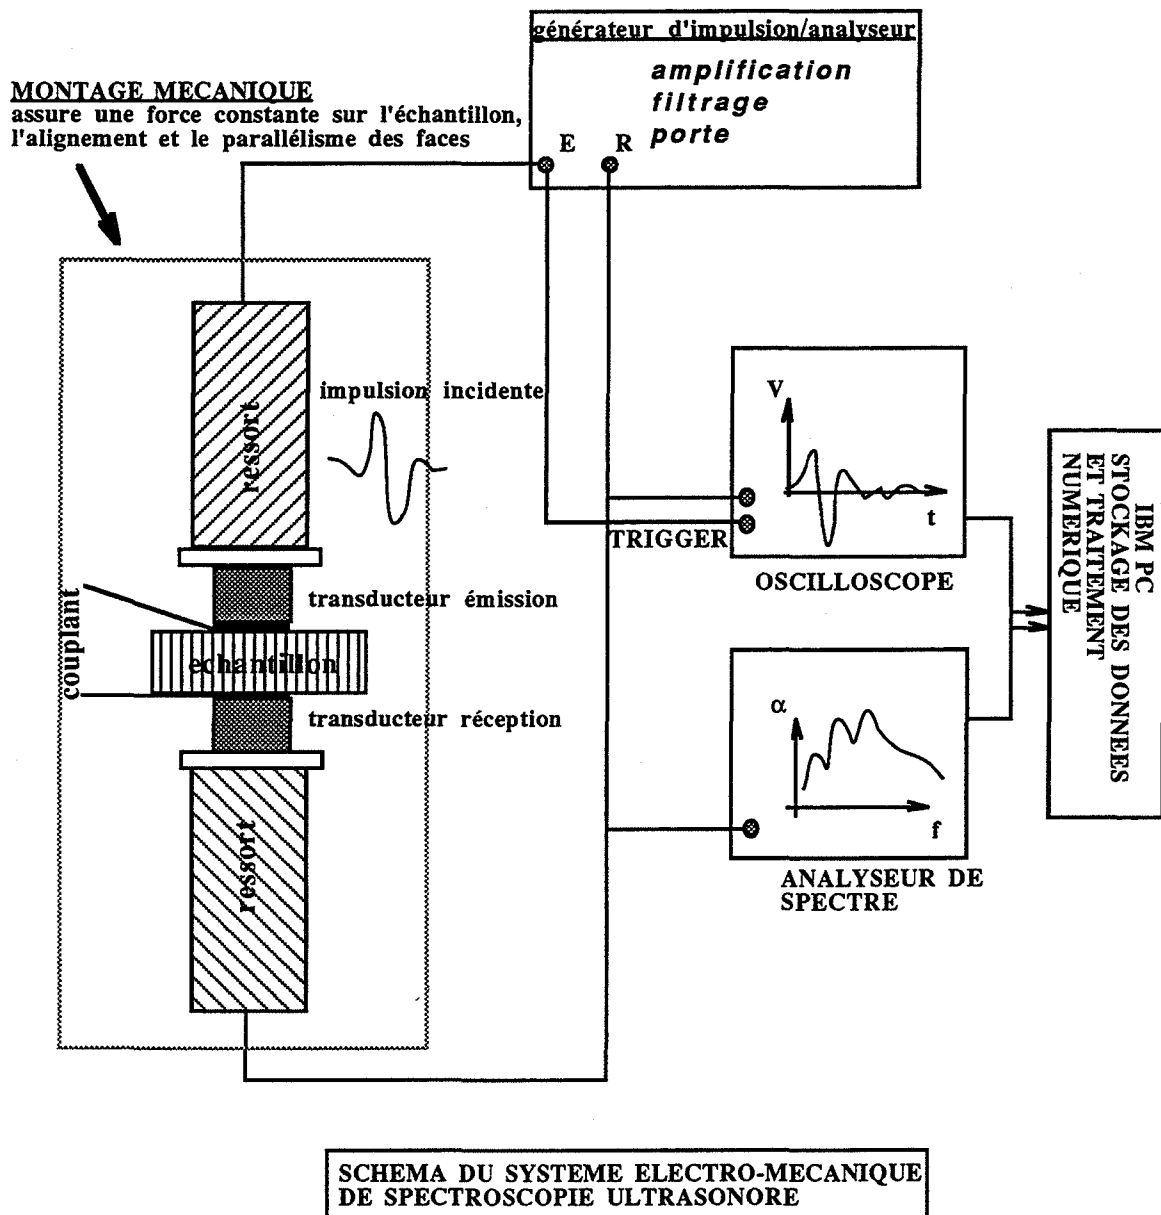 générateur d'impulsion/analyseur
amplification
filtrage
porte
E R
MONTAGE MECANIQUE
assure une force constante sur l'échantillon,
l'alignement et le parallélisme des faces
ressort
impulsion incidente
V
t
TRIGGER
OSCILLOSCOPE
IBM PC
STOCKAGE DES DONNEES
ET TRAITEMENT
NUMERIQUE
transducteur émission
couplant
echantillon
transducteur réception
ressort
α
f
ANALYSEUR DE
SPECTRE
SCHEMA DU SYSTEME ELECTRO-MECANIQUE
DE SPECTROSCOPIE ULTRASONORE